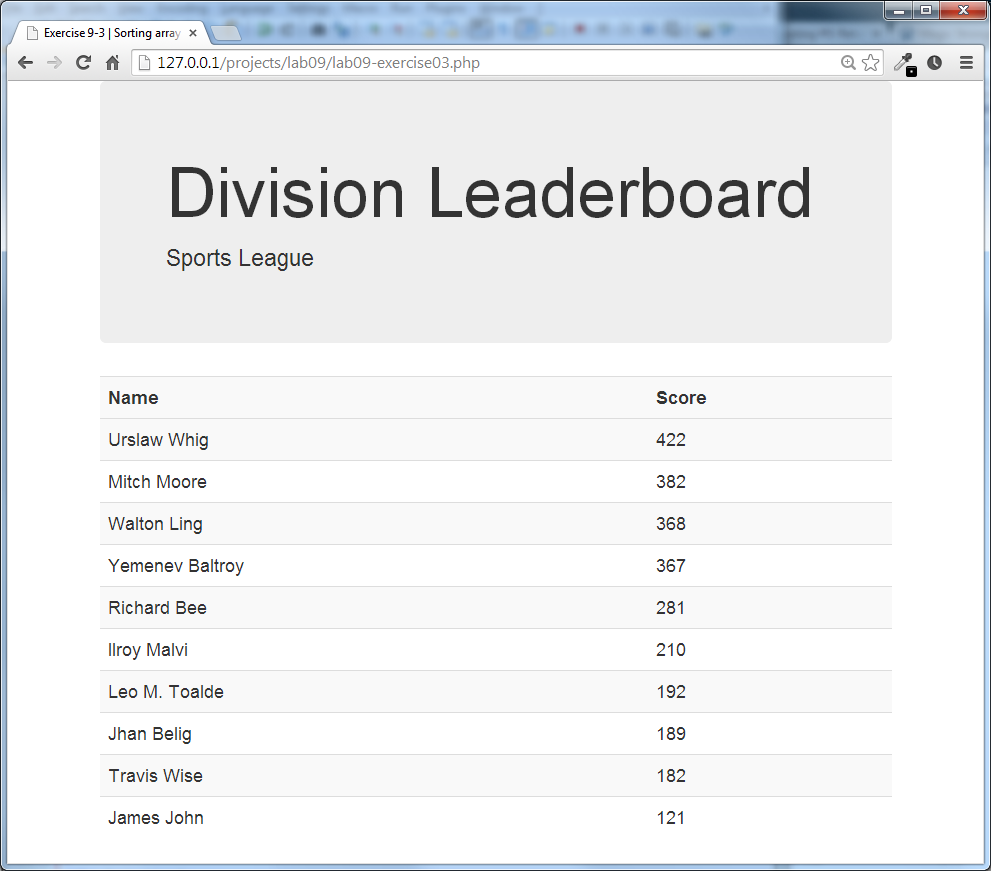 Exercise 9-3 | Sorting array
127.0.0.1/projects/lab09/lab09-exercise03.php
Division Leaderboard
Sports League
Name Score
Urslaw Whig 422
Mitch Moore 382
Walton Ling 368
Yemenev Baltroy 367
Richard Bee 281
Ilroy Malvi 210
Leo M. Toalde 192
Jhan Belig 189
Travis Wise 182
James John 121